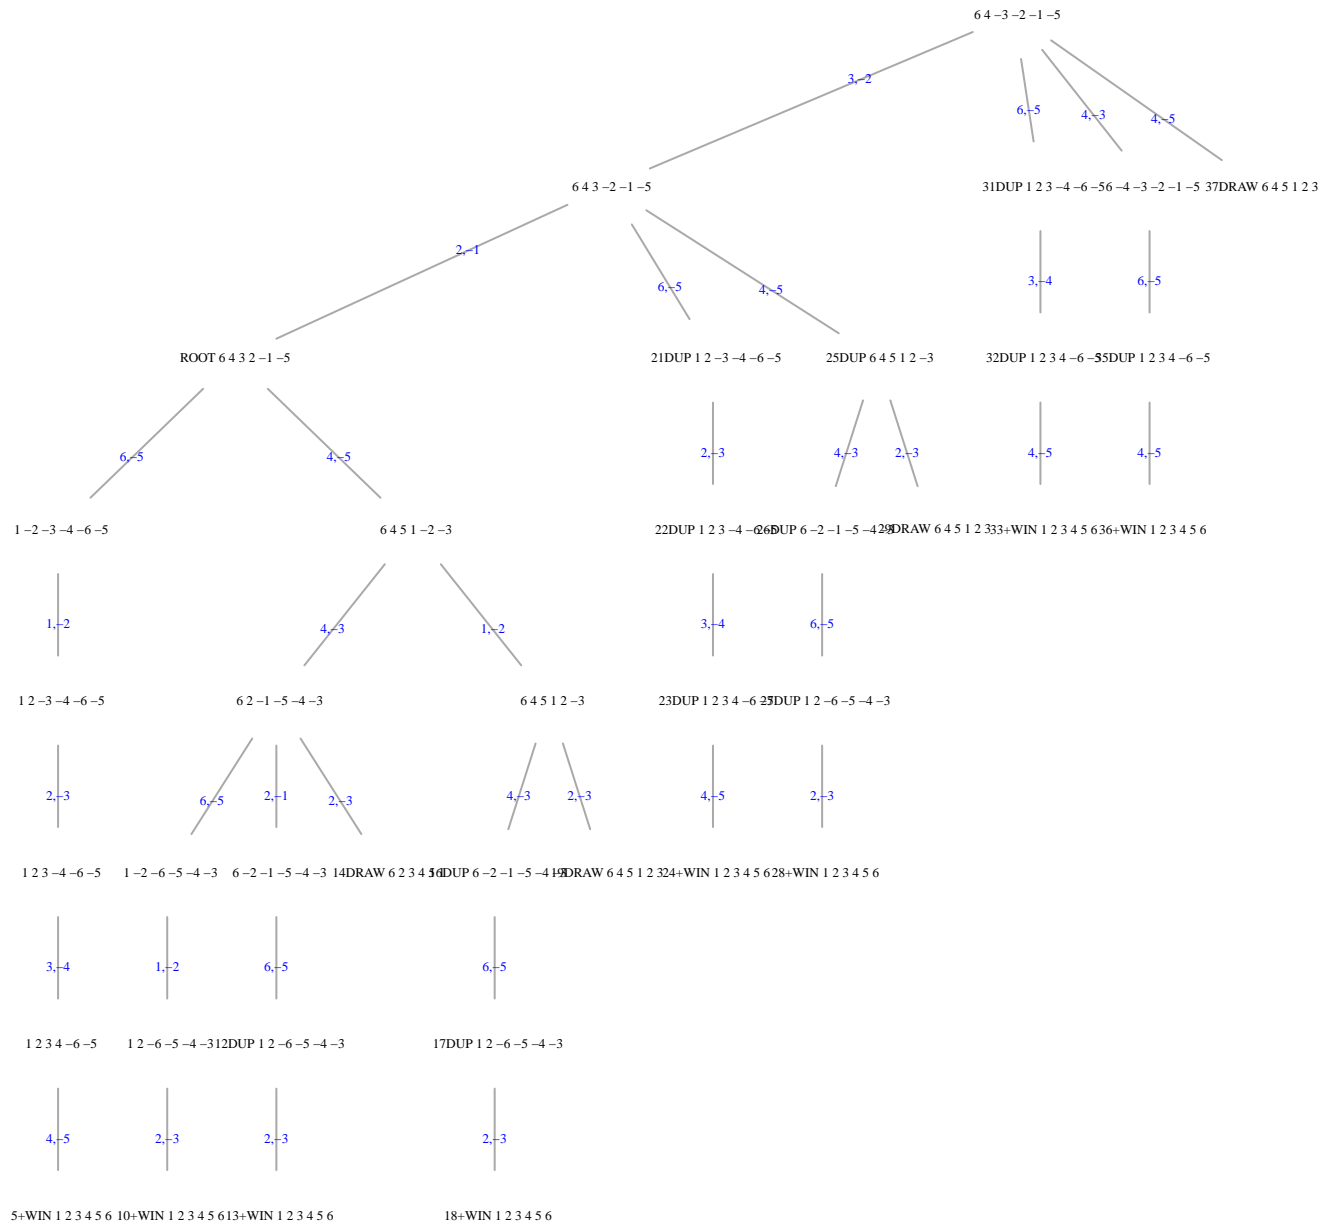 6 4 −3 −2 −1 −5
3,−2
6,−5
4,−3
4,−5
6 4 3 −2 −1 −5
31DUP 1 2 3 −4 −6 −5
6 −4 −3 −2 −1 −5
37DRAW 6 4 5 1 2 3
2,−1
6,−5
4,−5
3,−4
6,−5
ROOT 6 4 3 2 −1 −5
21DUP 1 2 −3 −4 −6 −5
25DUP 6 4 5 1 2 −3
32DUP 1 2 3 4 −6 −5
35DUP 1 2 3 4 −6 −5
6,−5
4,−5
2,−3
4,−3
2,−3
4,−5
4,−5
1 −2 −3 −4 −6 −5
6 4 5 1 −2 −3
22DUP 1 2 3 −4 −6 −5
26DUP 6 −2 −1 −5 −4 −3
29DRAW 6 4 5 1 2 3
33+WIN 1 2 3 4 5 6
36+WIN 1 2 3 4 5 6
1,−2
4,−3
1,−2
3,−4
6,−5
1 2 −3 −4 −6 −5
6 2 −1 −5 −4 −3
6 4 5 1 2 −3
23DUP 1 2 3 4 −6 −5
27DUP 1 2 −6 −5 −4 −3
2,−3
6,−5
2,−1
2,−3
4,−3
2,−3
4,−5
2,−3
1 2 3 −4 −6 −5
1 −2 −6 −5 −4 −3
6 −2 −1 −5 −4 −3
14DRAW 6 2 3 4 5 1
16DUP 6 −2 −1 −5 −4 −3
19DRAW 6 4 5 1 2 3
24+WIN 1 2 3 4 5 6
28+WIN 1 2 3 4 5 6
3,−4
1,−2
6,−5
6,−5
1 2 3 4 −6 −5
1 2 −6 −5 −4 −3
12DUP 1 2 −6 −5 −4 −3
17DUP 1 2 −6 −5 −4 −3
4,−5
2,−3
2,−3
2,−3
5+WIN 1 2 3 4 5 6
10+WIN 1 2 3 4 5 6
13+WIN 1 2 3 4 5 6
18+WIN 1 2 3 4 5 6